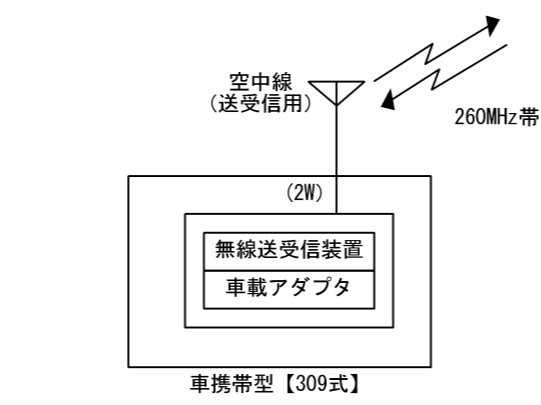 空中線
(送受信用)
260MHz帯
(2W)
無線送受信装置
車載アダプタ
車携帯型【309式】